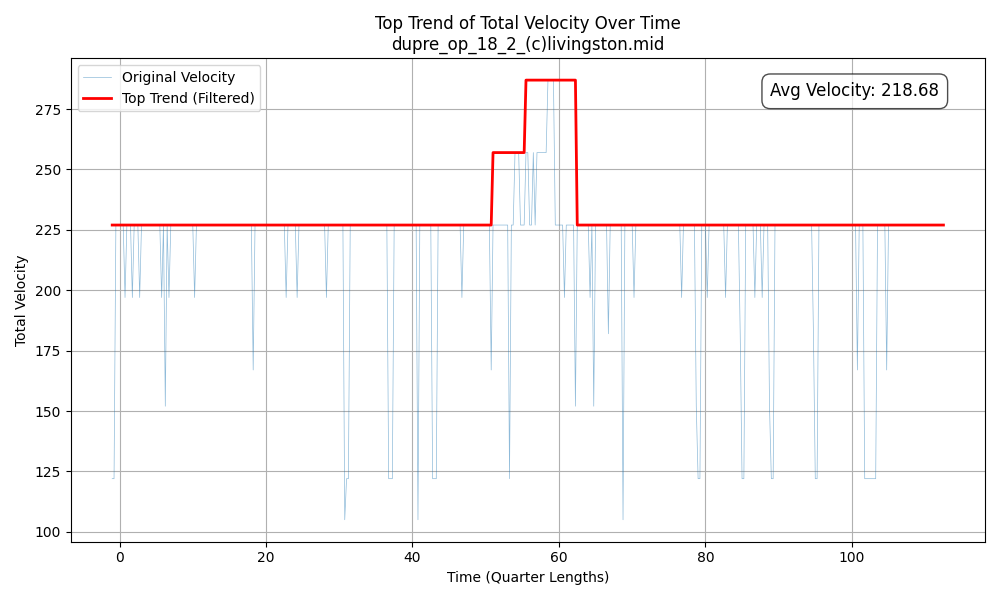 Top Trend of Total Velocity Over Time
dupre_op_18_2_(c)livingston.mid
Original Velocity
Top Trend (Filtered)
Avg Velocity: 218.68
275
250
225
200
175
150
125
100
Total Velocity
0 20 40 60 80 100
Time (Quarter Lengths)